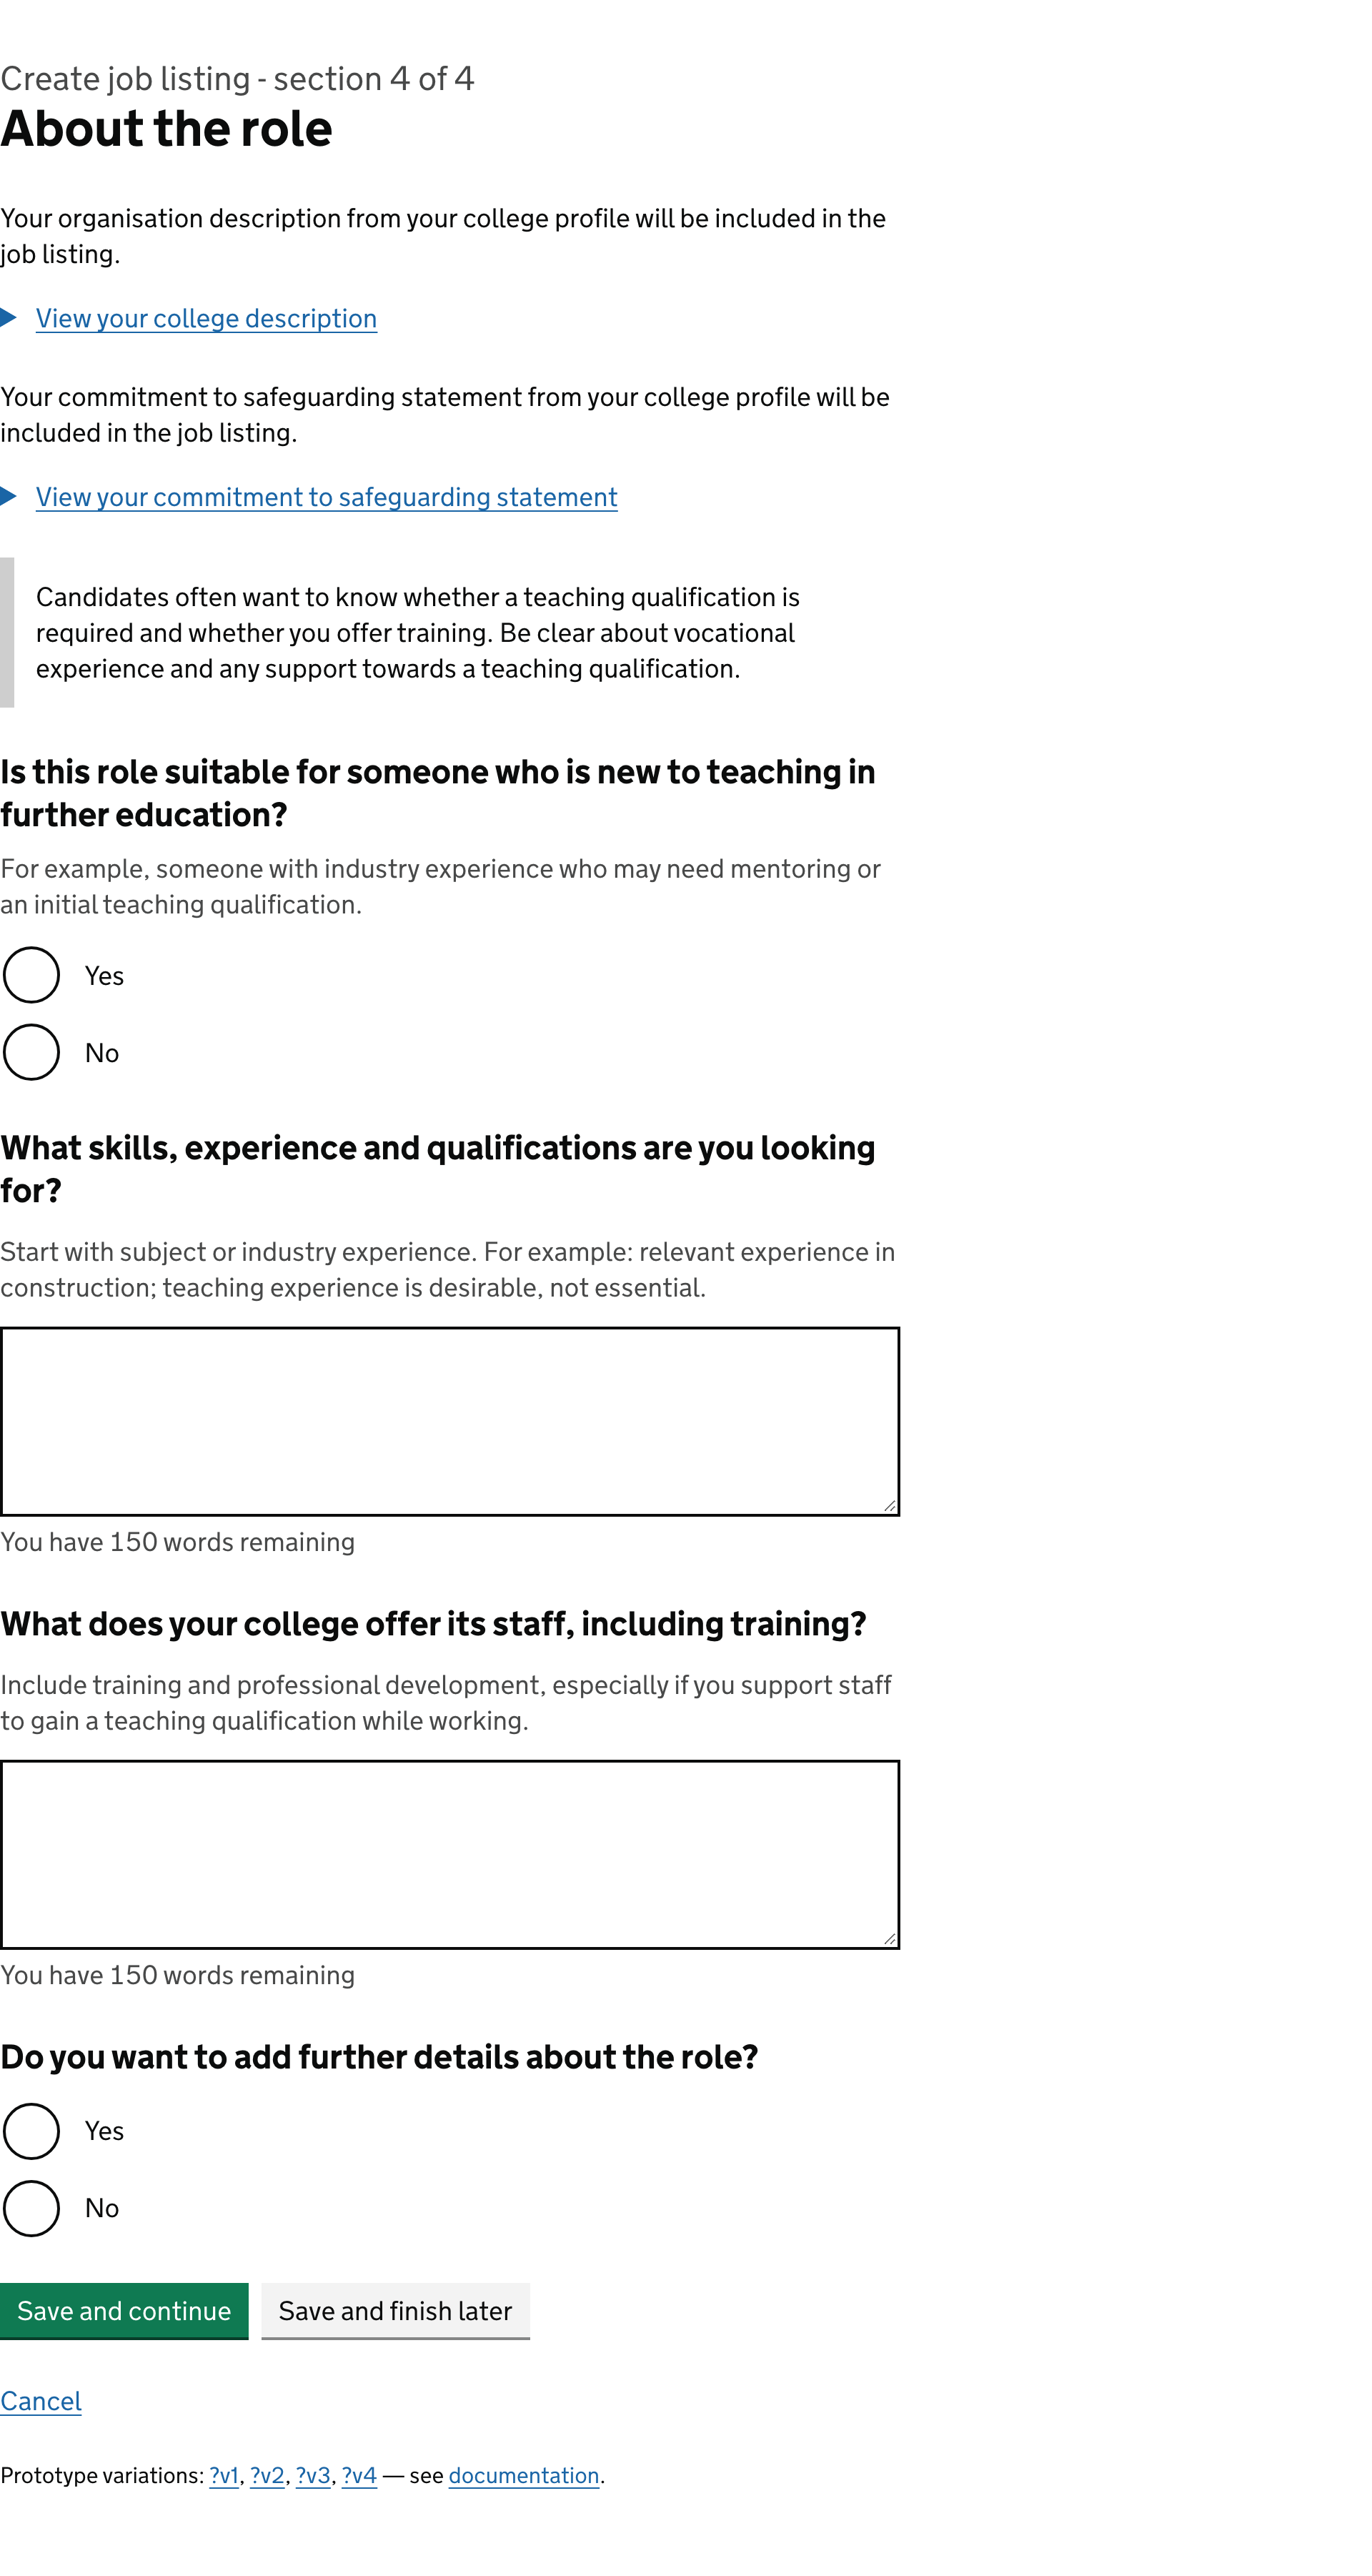 Create job listing - section 4 of 4
About the role
Your organisation description from your college profile will be included in the
job listing.
View your college description
Your commitment to safeguarding statement from your college profile will be
included in the job listing.
View your commitment to safeguarding statement
Candidates often want to know whether a teaching qualification is
required and whether you offer training. Be clear about vocational
experience and any support towards a teaching qualification.
Is this role suitable for someone who is new to teaching in
further education?
For example, someone with industry experience who may need mentoring or
an initial teaching qualification.
Yes
No
What skills, experience and qualifications are you looking
for?
Start with subject or industry experience. For example: relevant experience in
construction; teaching experience is desirable, not essential.
You have 150 words remaining
What does your college offer its staff, including training?
Include training and professional development, especially if you support staff
to gain a teaching qualification while working.
You have 150 words remaining
Do you want to add further details about the role?
Yes
No
Save and continue Save and finish later
Cancel
Prototype variations: ?v1, ?v2, ?v3, ?v4 — see documentation.